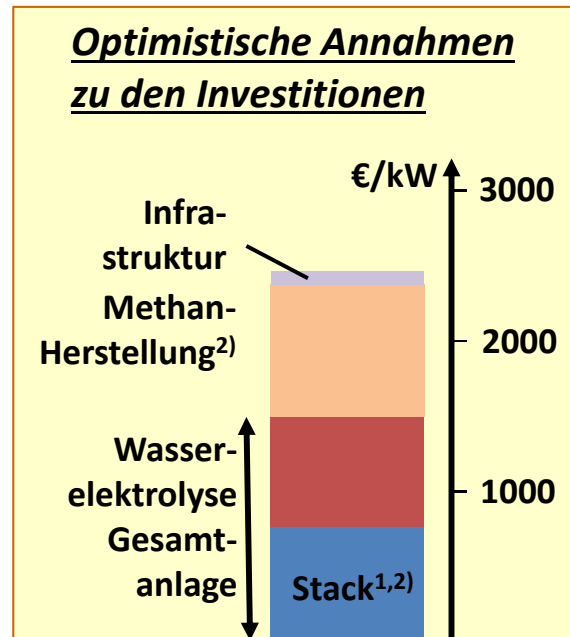 Optimistische Annahmen
zu den Investitionen
€/kW
3000
Infra-
struktur
Methan-
Herstellung²⁾
2000
Wasser-
elektrolyse
Gesamt-
anlage
1000
Stack¹,²⁾